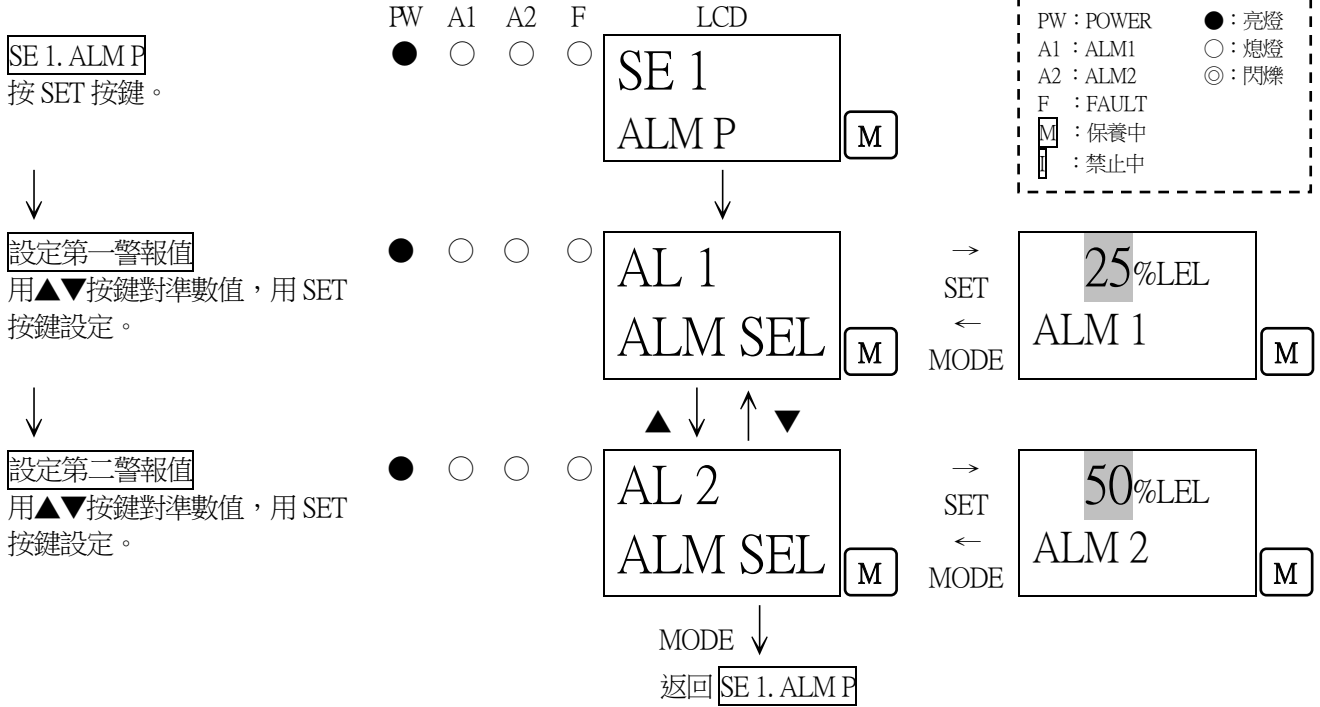 PW A1 A2 F LCD
PW：POWER ●：亮燈
A1：ALM1 ○：熄燈
A2：ALM2 ◎：閃爍
F：FAULT
M：保養中
I：禁止中
SE 1. ALM P
按 SET 按鍵。
● ○ ○ ○
SE 1
ALM P
M
↓
↓
設定第一警報值
用▲▼按鍵對準數值，用 SET
按鍵設定。
● ○ ○ ○
AL 1
ALM SEL
M
→
SET
←
MODE
25%LEL
ALM 1
M
↓
▲ ↓ ↑ ▼
設定第二警報值
用▲▼按鍵對準數值，用 SET
按鍵設定。
● ○ ○ ○
AL 2
ALM SEL
M
→
SET
←
MODE
50%LEL
ALM 2
M
MODE ↓
返回 SE 1. ALM P